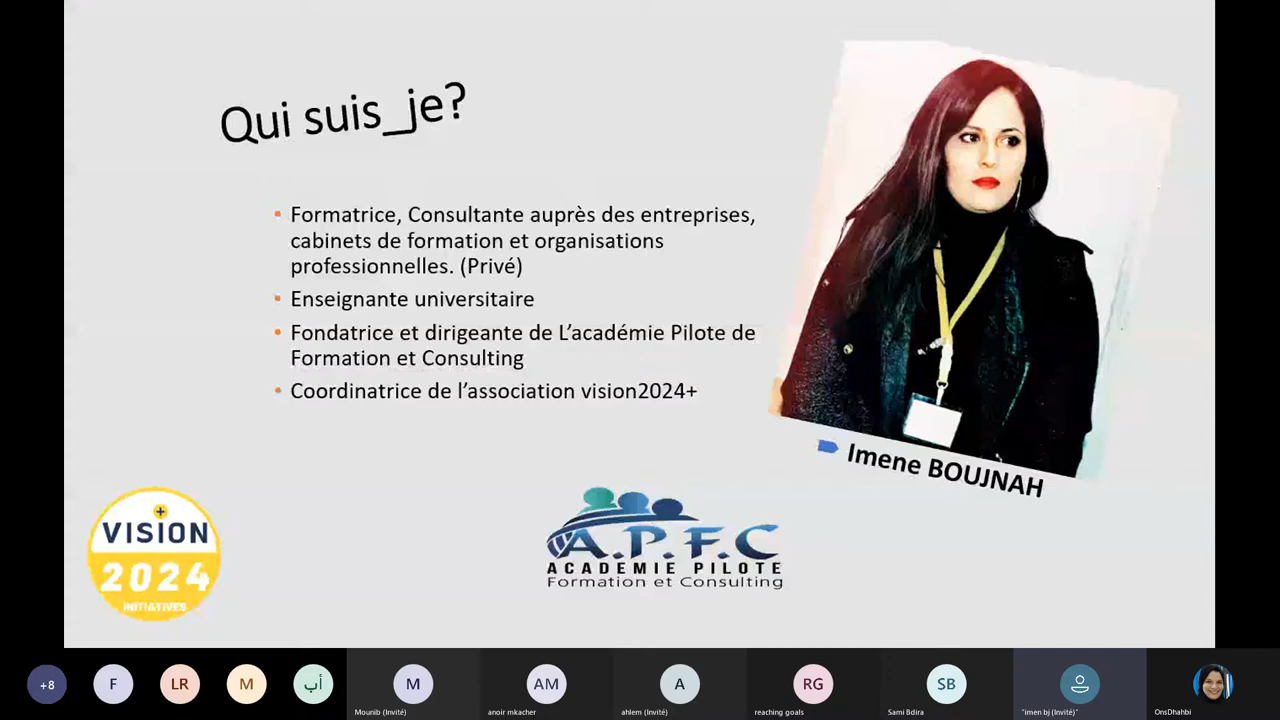 Qui suis_je?
• Formatrice, Consultante auprès des entreprises,
cabinets de formation et organisations
professionnelles. (Privé)
• Enseignante universitaire
• Fondatrice et dirigeante de L'académie Pilote de
Formation et Consulting
• Coordinatrice de l'association vision2024+
Imene BOUJNAH
+
VISION
2024
INITIATIVES
A.P.F.C
ACADEMIE PILOTE
Formation et Consulting
+8
F
LR
M
أب
M
AM
A
RG
SB
Mounib (Invité)
anoir mkacher
ahlem (Invité)
reaching goals
Sami Bdira
"imen bj (Invité)"
OnsDhahbi